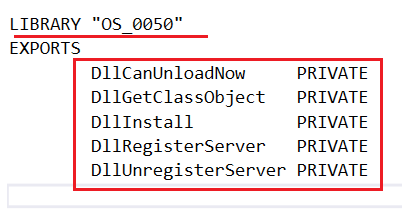 LIBRARY "OS_0050"
EXPORTS
DllCanUnloadNow PRIVATE
DllGetClassObject PRIVATE
DllInstall PRIVATE
DllRegisterServer PRIVATE
DllUnregisterServer PRIVATE